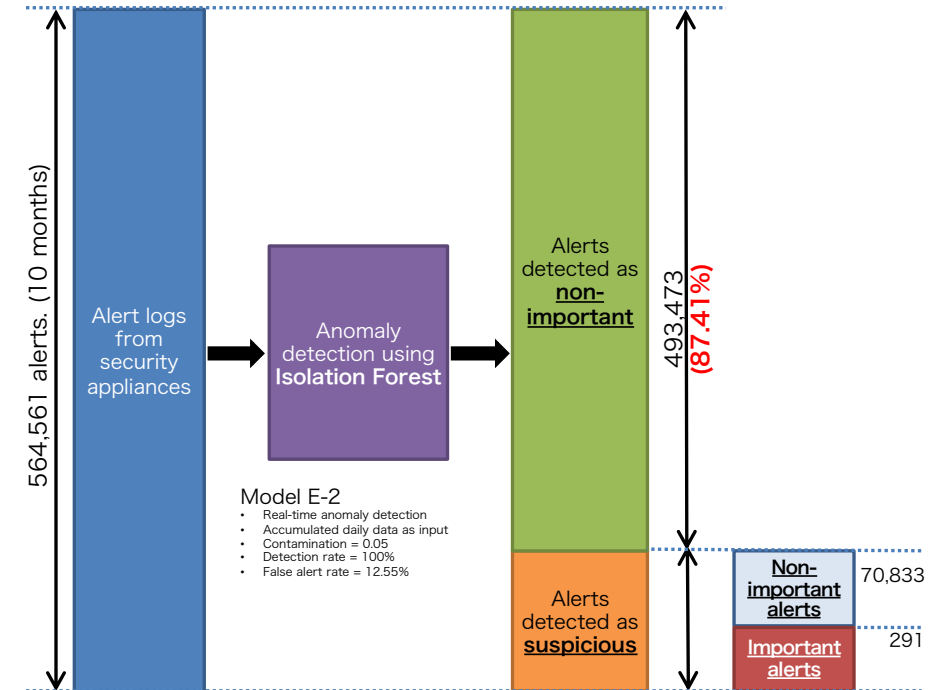 564,561 alerts. (10 months)
Alert logs
from
security
appliances
Anomaly
detection using
Isolation Forest
Model E-2
• Real-time anomaly detection
• Accumulated daily data as input
• Contamination = 0.05
• Detection rate = 100%
• False alert rate = 12.55%
Alerts
detected as
non-
important
493,473
(87.41%)
Alerts
detected as
suspicious
Non-
important
alerts
70,833
Important
alerts
291